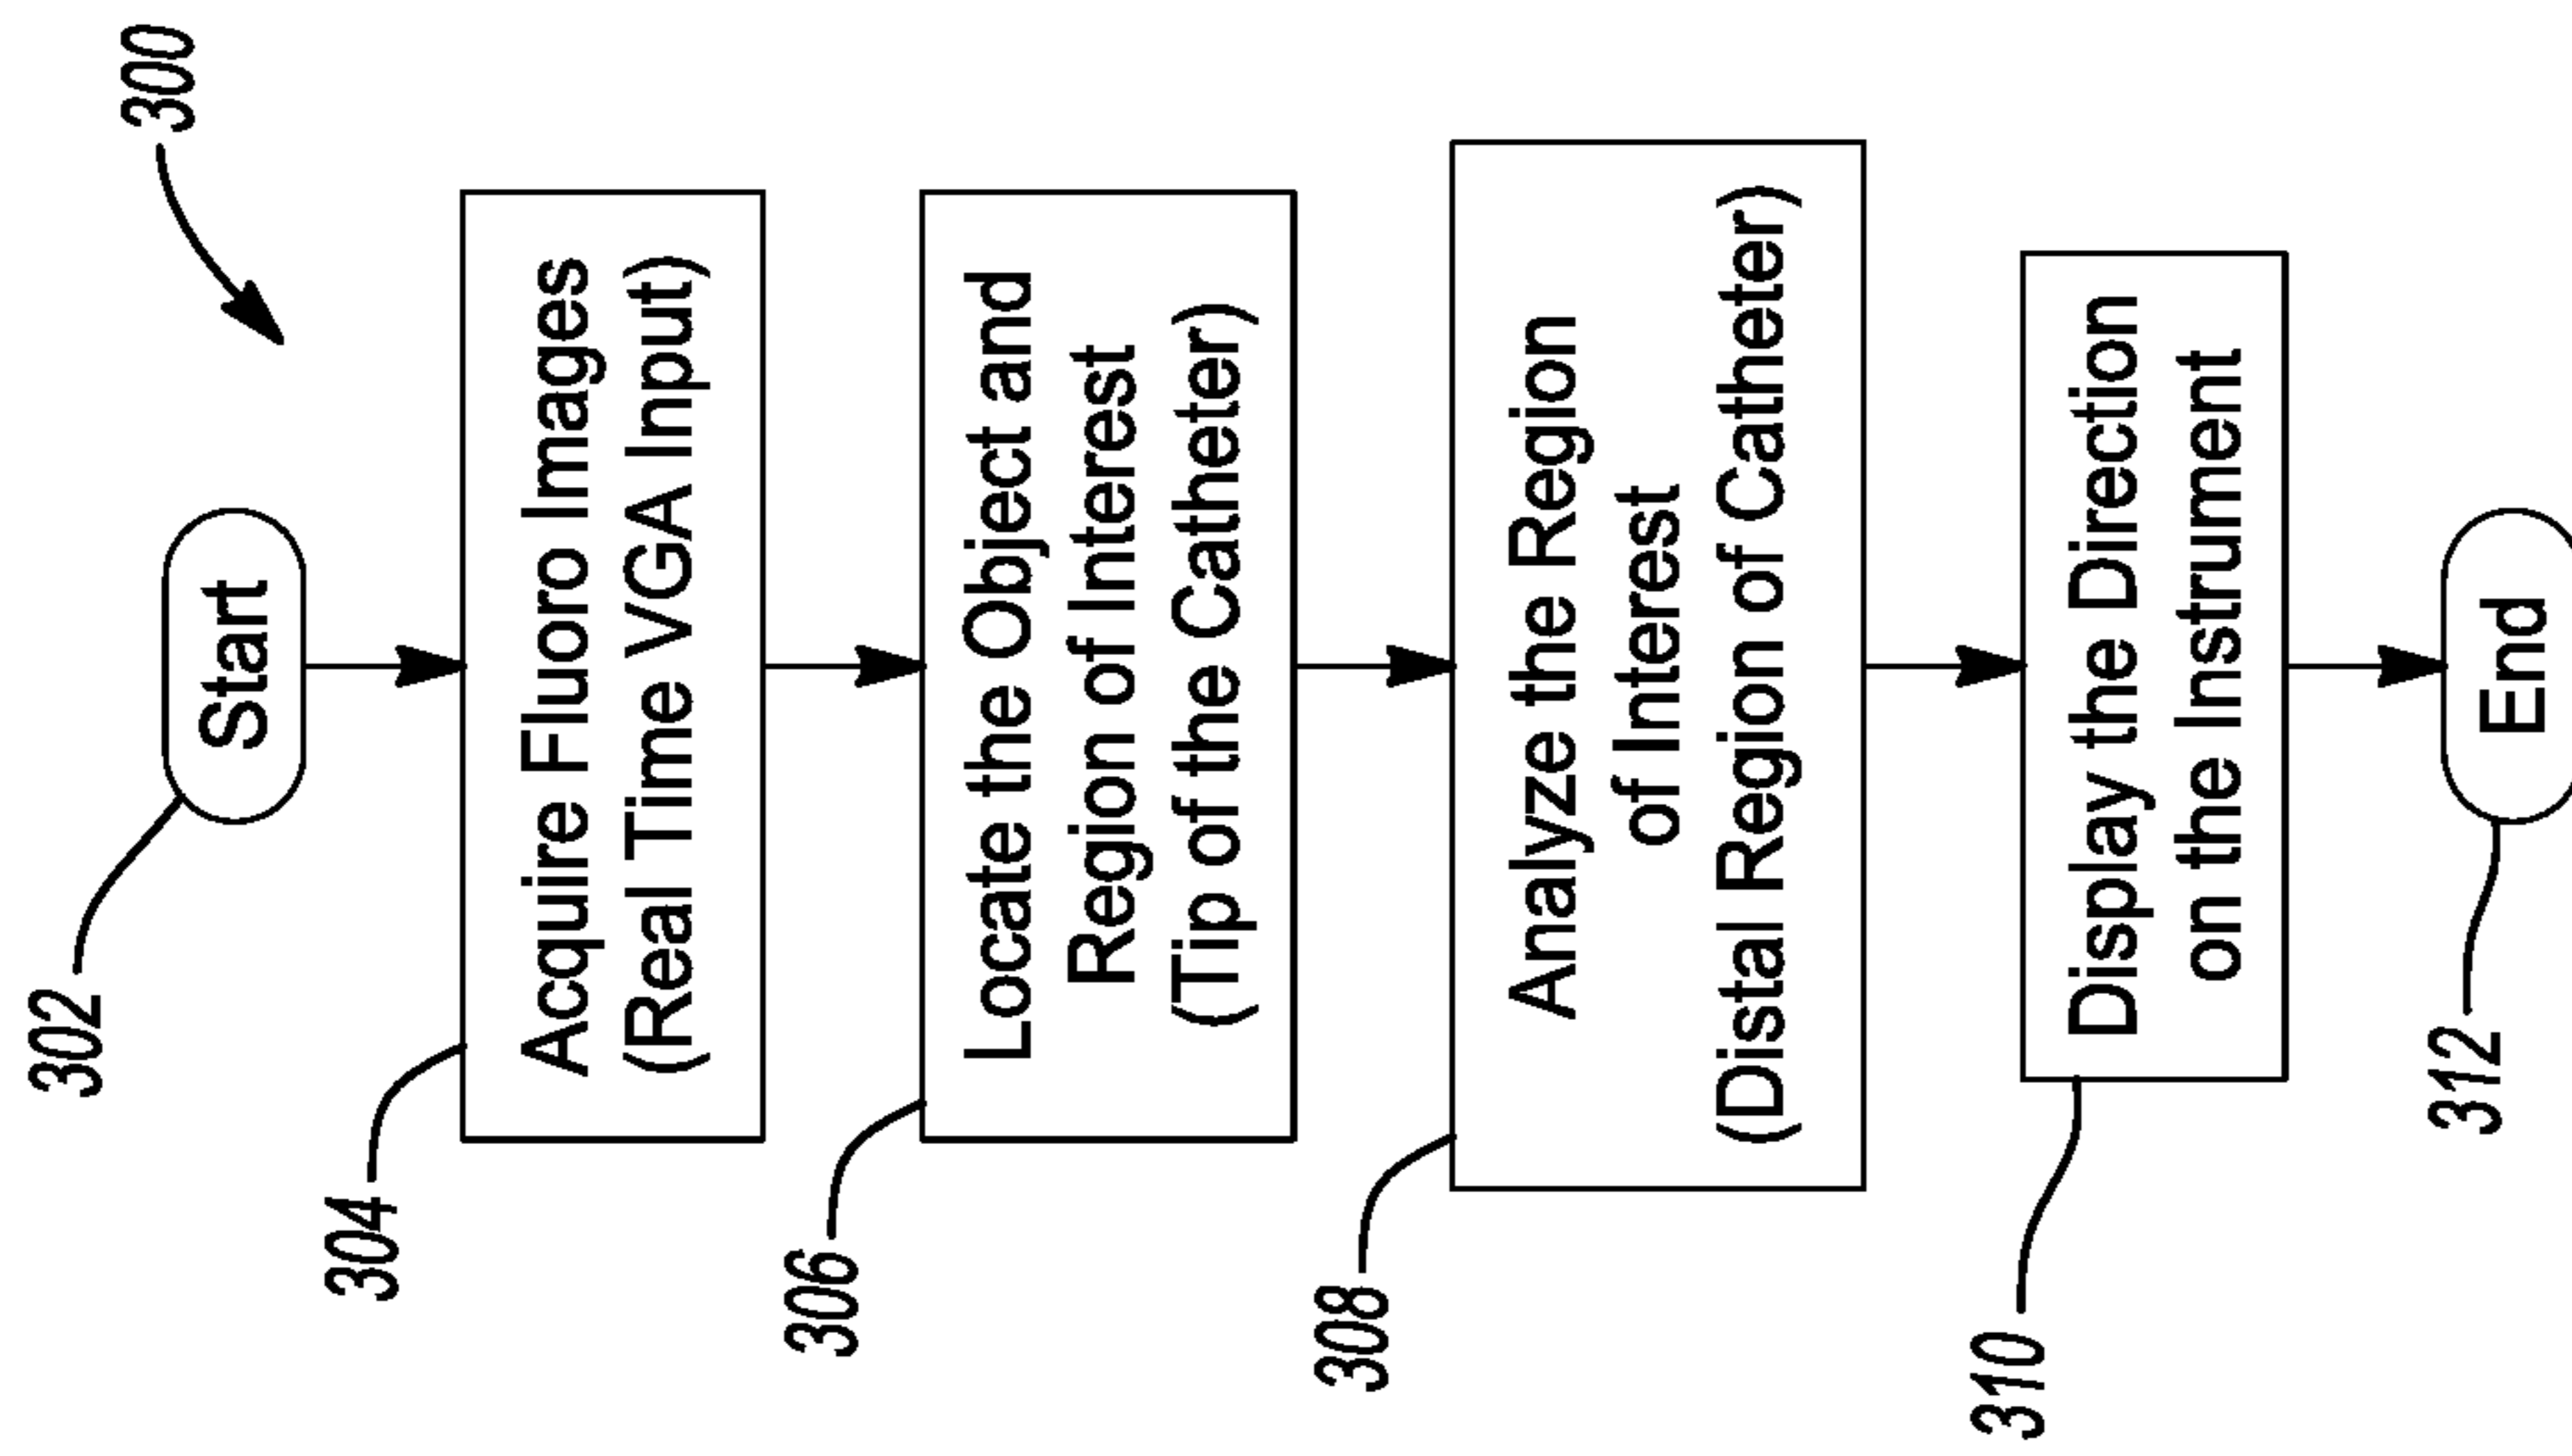 300
302
Start
304
Acquire Fluoro Images
(Real Time VGA Input)
306
Locate the Object and
Region of Interest
(Tip of the Catheter)
308
Analyze the Region
of Interest
(Distal Region of Catheter)
310
Display the Direction
on the Instrument
312
End